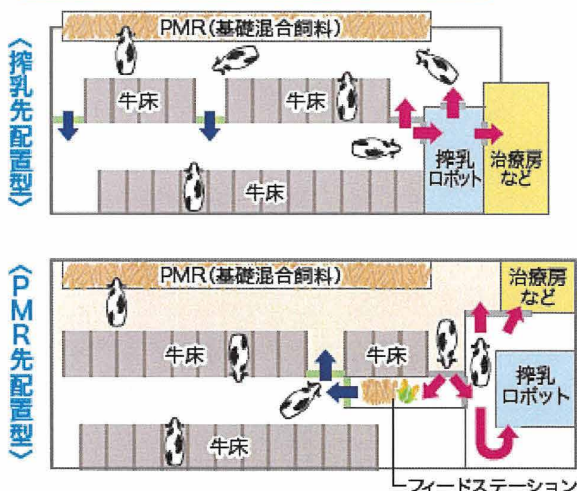 〈搾乳先配置型〉
PMR(基礎混合飼料)
牛床
牛床
牛床
搾乳
ロボット
治療房
など
〈PMR先配置型〉
PMR(基礎混合飼料)
治療房
など
牛床
牛床
搾乳
ロボット
牛床
フィードステーション